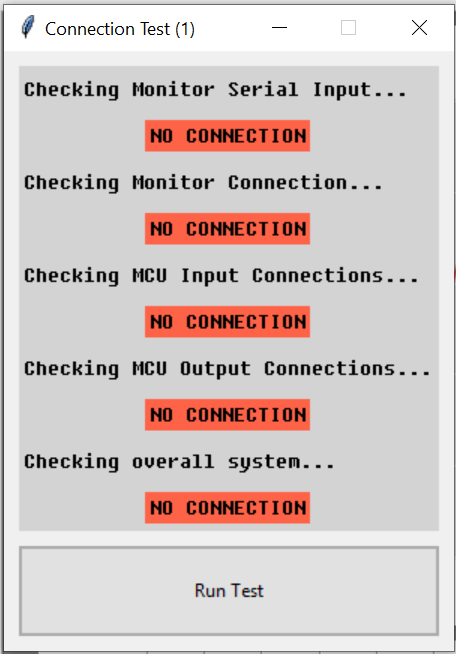 Connection Test (1)
Checking Monitor Serial Input...
NO CONNECTION
Checking Monitor Connection...
NO CONNECTION
Checking MCU Input Connections...
NO CONNECTION
Checking MCU Output Connections...
NO CONNECTION
Checking overall system...
NO CONNECTION
Run Test